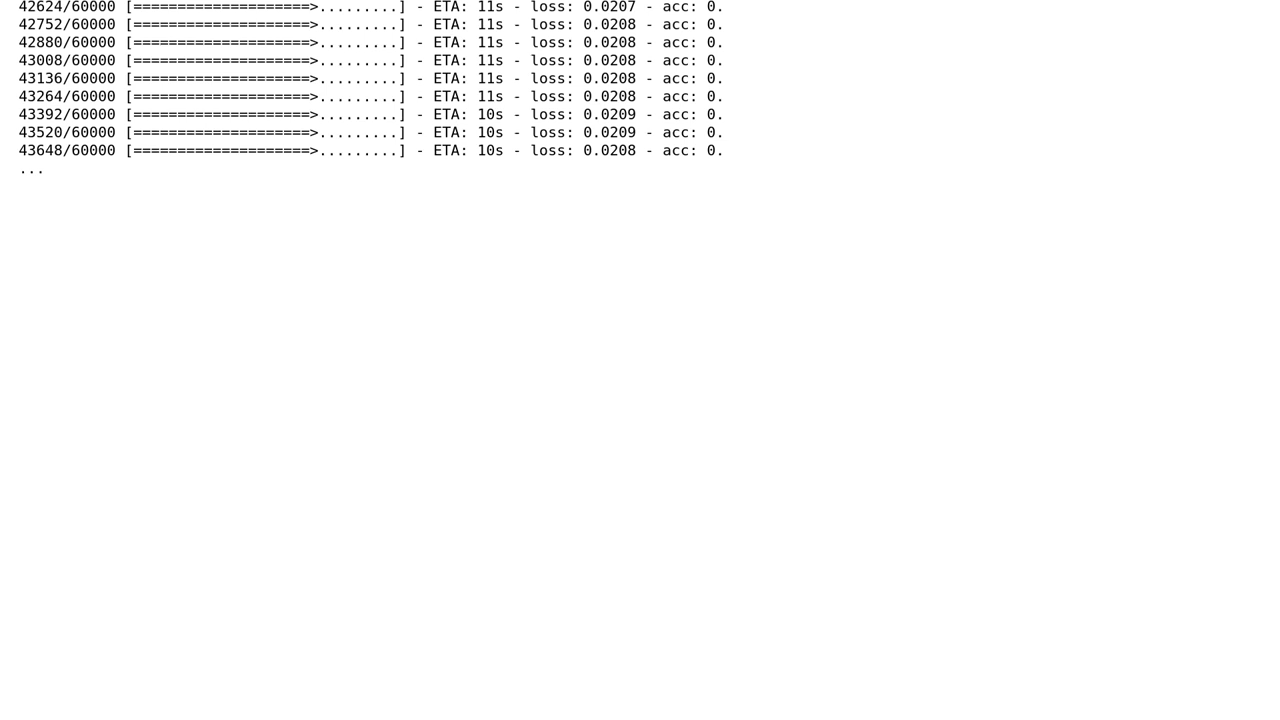 42624/60000 [====================>.........] - ETA: 11s - loss: 0.0207 - acc: 0.
42752/60000 [====================>.........] - ETA: 11s - loss: 0.0208 - acc: 0.
42880/60000 [====================>.........] - ETA: 11s - loss: 0.0208 - acc: 0.
43008/60000 [====================>.........] - ETA: 11s - loss: 0.0208 - acc: 0.
43136/60000 [====================>.........] - ETA: 11s - loss: 0.0208 - acc: 0.
43264/60000 [====================>.........] - ETA: 11s - loss: 0.0208 - acc: 0.
43392/60000 [====================>.........] - ETA: 10s - loss: 0.0209 - acc: 0.
43520/60000 [====================>.........] - ETA: 10s - loss: 0.0209 - acc: 0.
43648/60000 [====================>.........] - ETA: 10s - loss: 0.0208 - acc: 0.
...